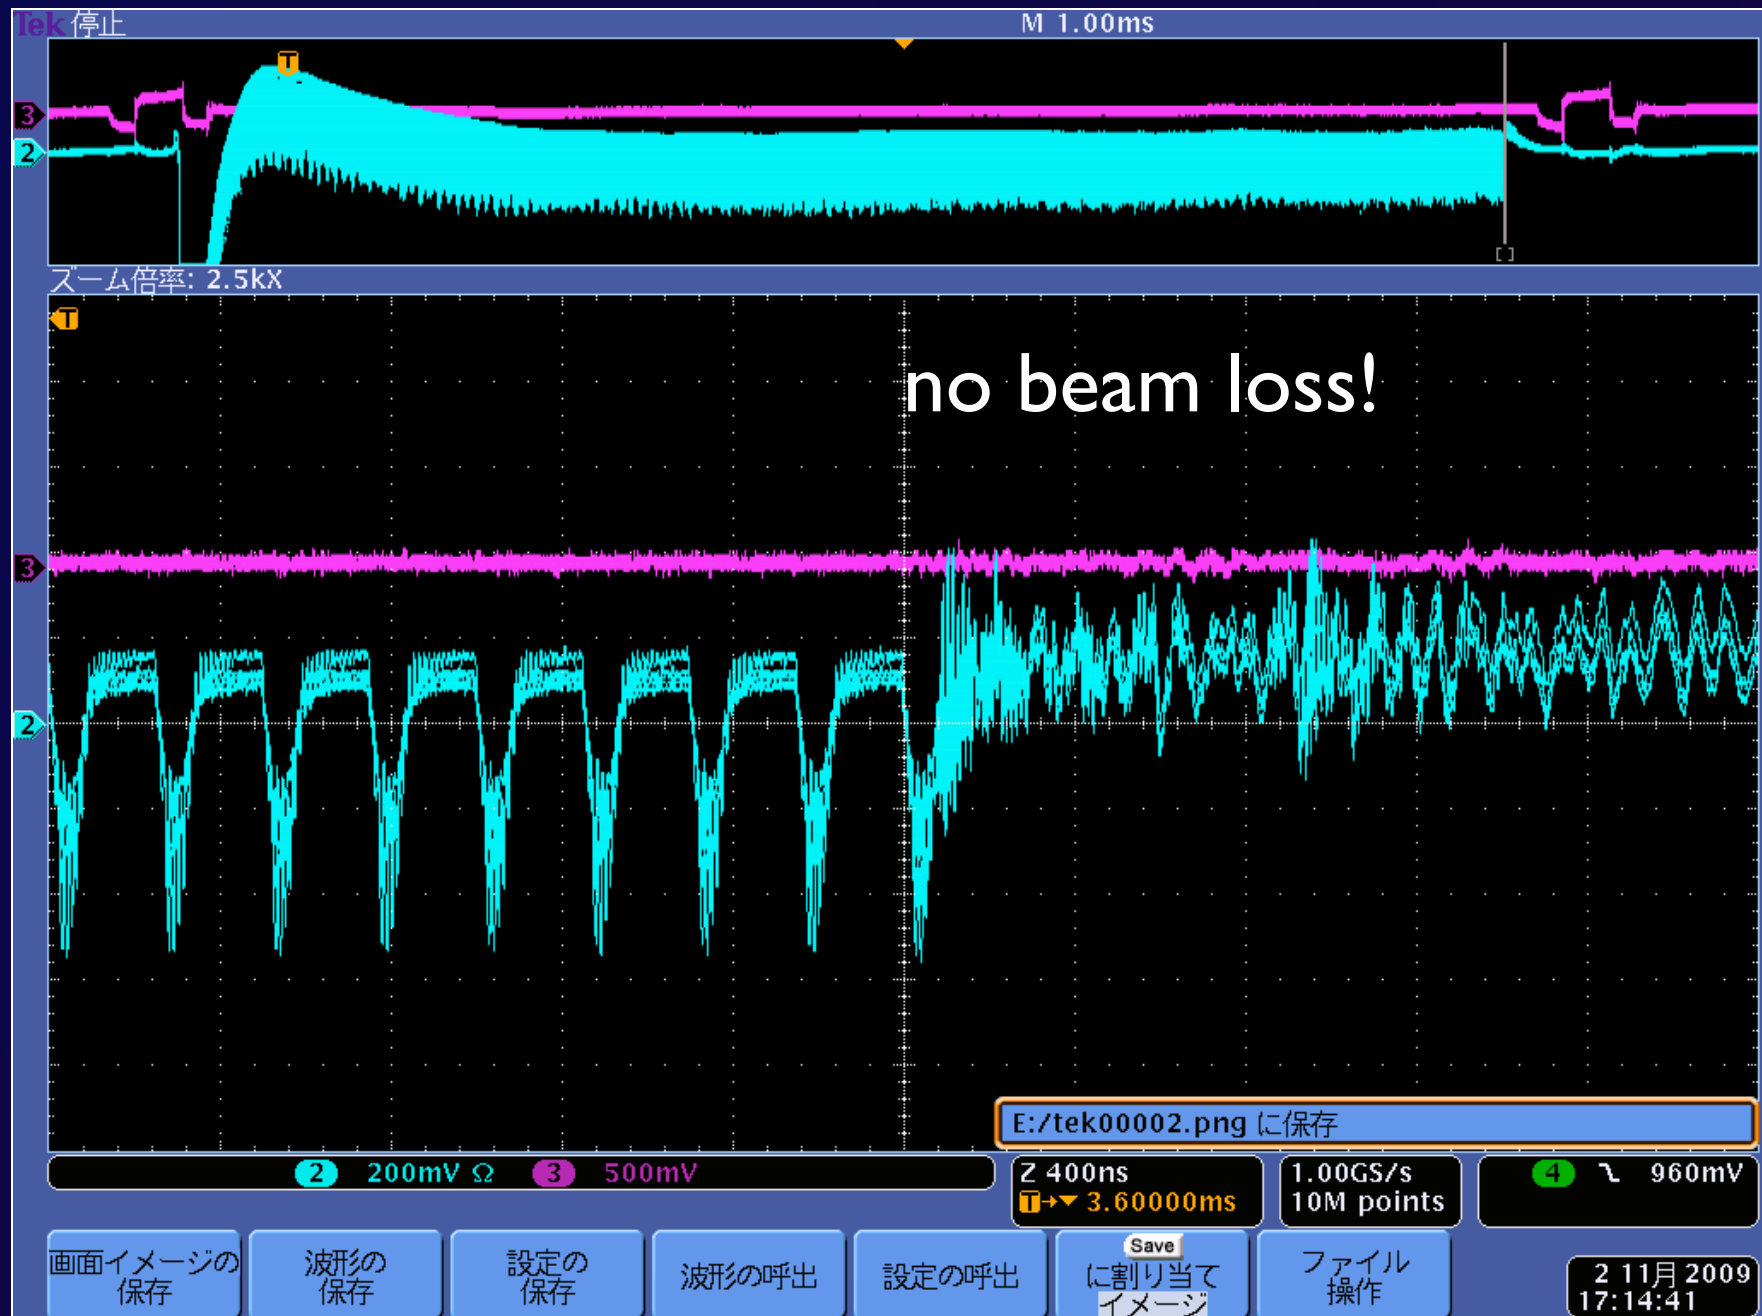 Tek 停止
M 1.00ms
T
3
2
ズーム倍率: 2.5kX
T
no beam loss!
3
2
E:/tek00002.png に保存
2 200mV Ω 3 500mV
Z 400ns
T→▼ 3.60000ms
1.00GS/s
10M points
4 960mV
画面イメージの
保存
波形の
保存
設定の
保存
波形の呼出
設定の呼出
Save
に割り当て
イメージ
ファイル
操作
2 11月 2009
17:14:41